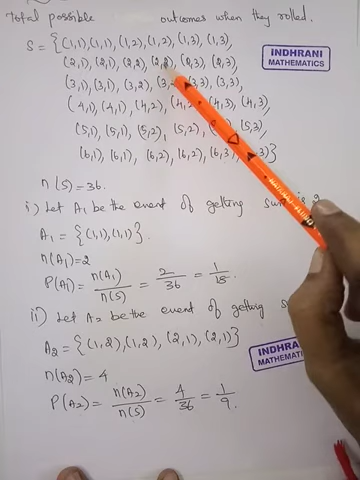 Total possible outcomes when they rolled.
S = {(1,1), (1,1), (1,2), (1,2), (1,3), (1,3),
INDHRANI
MATHEMATICS
(2,1), (2,1), (2,2), (2,2), (2,3), (2,3),
(3,1), (3,1), (3,2), (3, (3,3), (3,3),
(4,1), (4,1), (4,2), (4,2, (4,3), (4,3),
(5,1), (5,1), (5,2), (5,2), (5,3),
(6,1), (6,1), (6,2), (6,2), (6,3), ,3)}
n(S) = 36.
i) Let A1 be the event of getting sum is 2
A1 = {(1,1), (1,1)}.
n(A1) = 2
P(A1) = n(A1)/n(S) = 2/36 = 1/18.
ii) Let A2 be the event of getting
A2 = {(1,2), (1,2), (2,1), (2,1)}
INDHRANI
MATHEMATICS
n(A2) = 4
P(A2) = n(A2)/n(S) = 4/36 = 1/9.